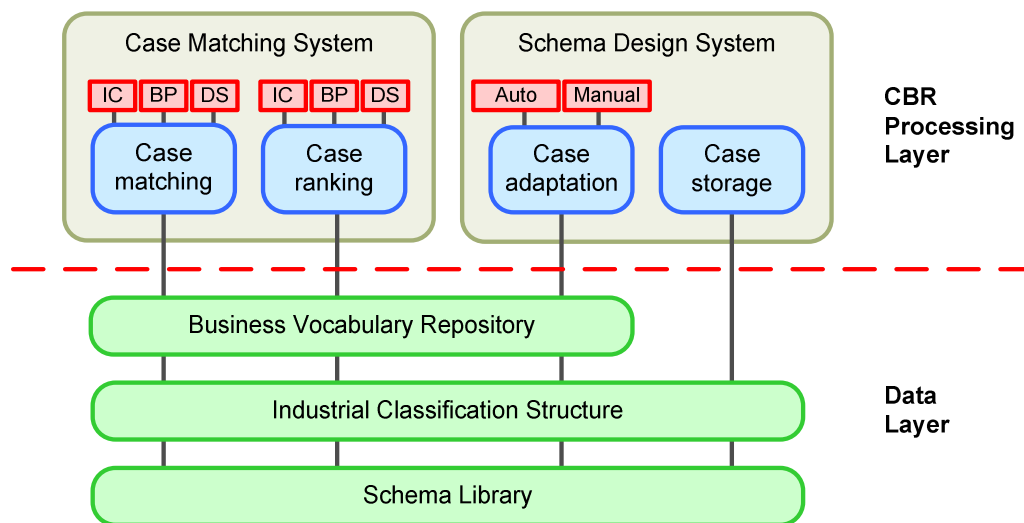 Case Matching System
Schema Design System
IC BP DS IC BP DS
Auto Manual
Case
matching
Case
ranking
Case
adaptation
Case
storage
CBR
Processing
Layer
Business Vocabulary Repository
Industrial Classification Structure
Schema Library
Data
Layer